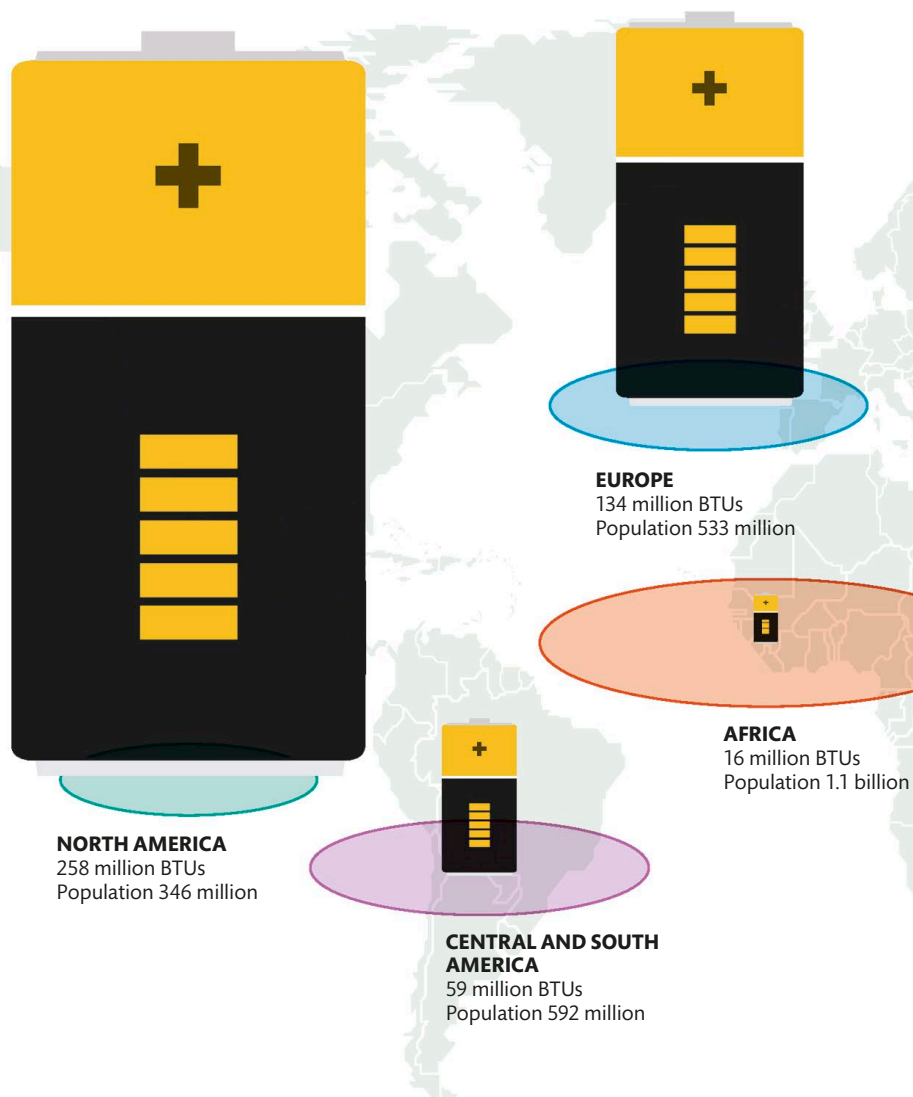 EUROPE
134 million BTUs
Population 533 million
AFRICA
16 million BTUs
Population 1.1 billion
NORTH AMERICA
258 million BTUs
Population 346 million
CENTRAL AND SOUTH
AMERICA
59 million BTUs
Population 592 million